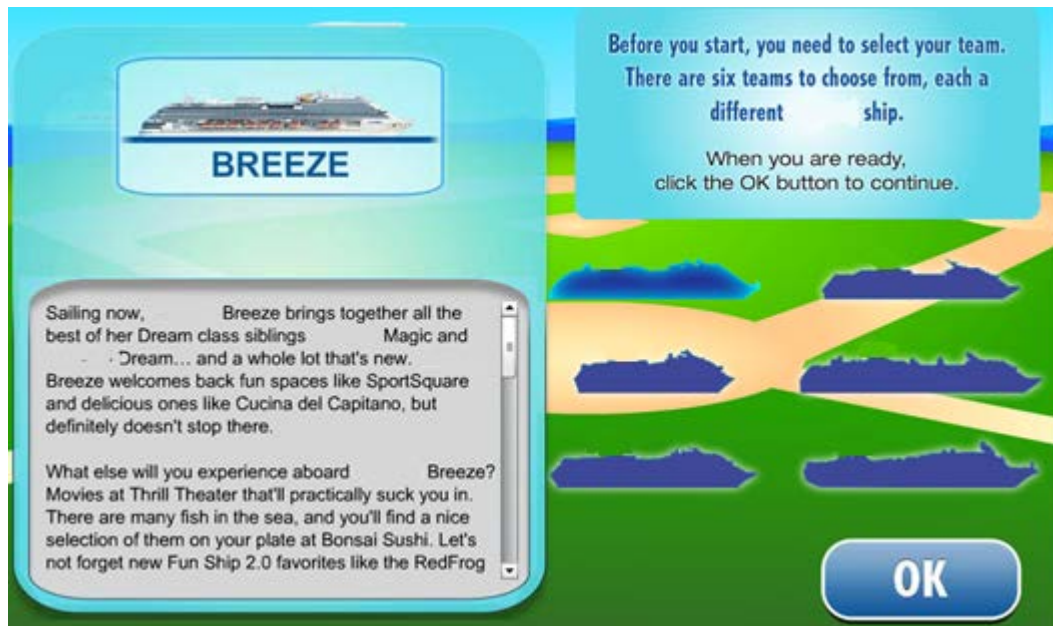 BREEZE
Sailing now, Breeze brings together all the
best of her Dream class siblings Magic and
Dream... and a whole lot that's new.
Breeze welcomes back fun spaces like SportSquare
and delicious ones like Cucina del Capitano, but
definitely doesn't stop there.
What else will you experience aboard Breeze?
Movies at Thrill Theater that'll practically suck you in.
There are many fish in the sea, and you'll find a nice
selection of them on your plate at Bonsai Sushi. Let's
not forget new Fun Ship 2.0 favorites like the RedFrog
Before you start, you need to select your team.
There are six teams to choose from, each a
different ship.
When you are ready,
click the OK button to continue.
OK